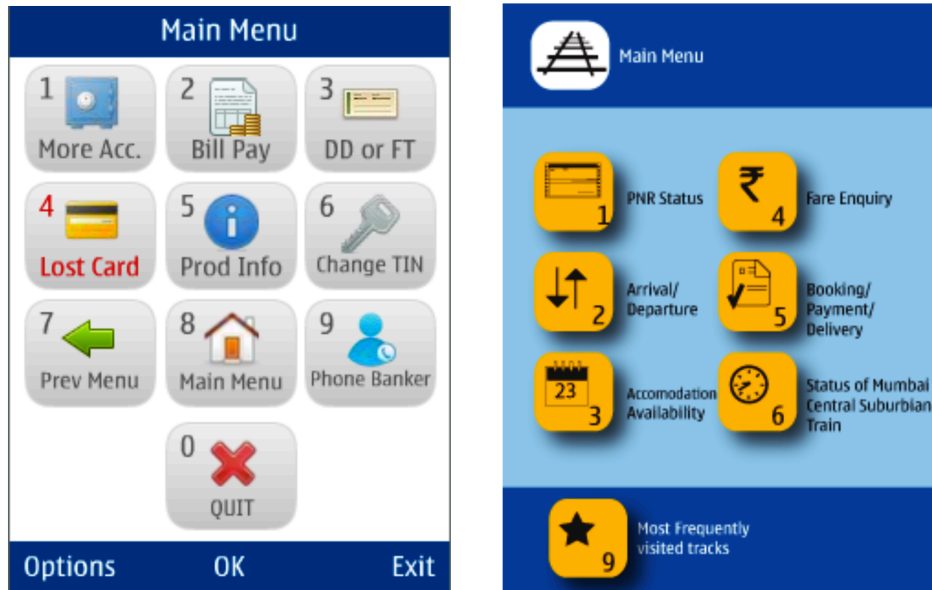 Main Menu
1
More Acc.
2
Bill Pay
3
DD or FT
4
Lost Card
5
Prod Info
6
Change TIN
7
Prev Menu
8
Main Menu
9
Phone Banker
0
QUIT
Options OK Exit
Main Menu
1
PNR Status
₹
4
Fare Enquiry
2
Arrival/
Departure
5
Booking/
Payment/
Delivery
23
3
Accomodation
Availability
6
Status of Mumbai
Central Suburbian
Train
9
Most Frequently
visited tracks